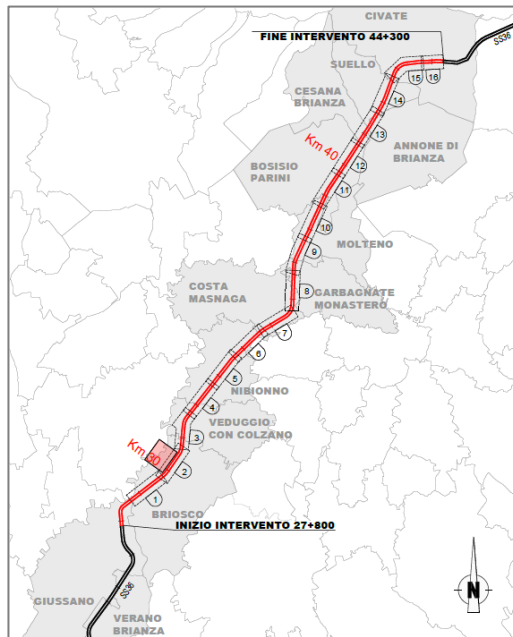 CIVATE
FINE INTERVENTO 44+300
SS36
SUELLO
15
16
CESANA
BRIANZA
14
13
Km 40
ANNONE DI
BRIANZA
12
BOSISIO
PARINI
11
10
MOLTENO
9
COSTA
MASNAGA
8
GARBAGNATE
MONASTERO
7
6
5
NIBIONNO
4
VEDUGGIO
CON COLZANO
3
Km 30
2
1
BRIOSCO
INIZIO INTERVENTO 27+800
SS36
N
GIUSSANO
VERANO
BRIANZA